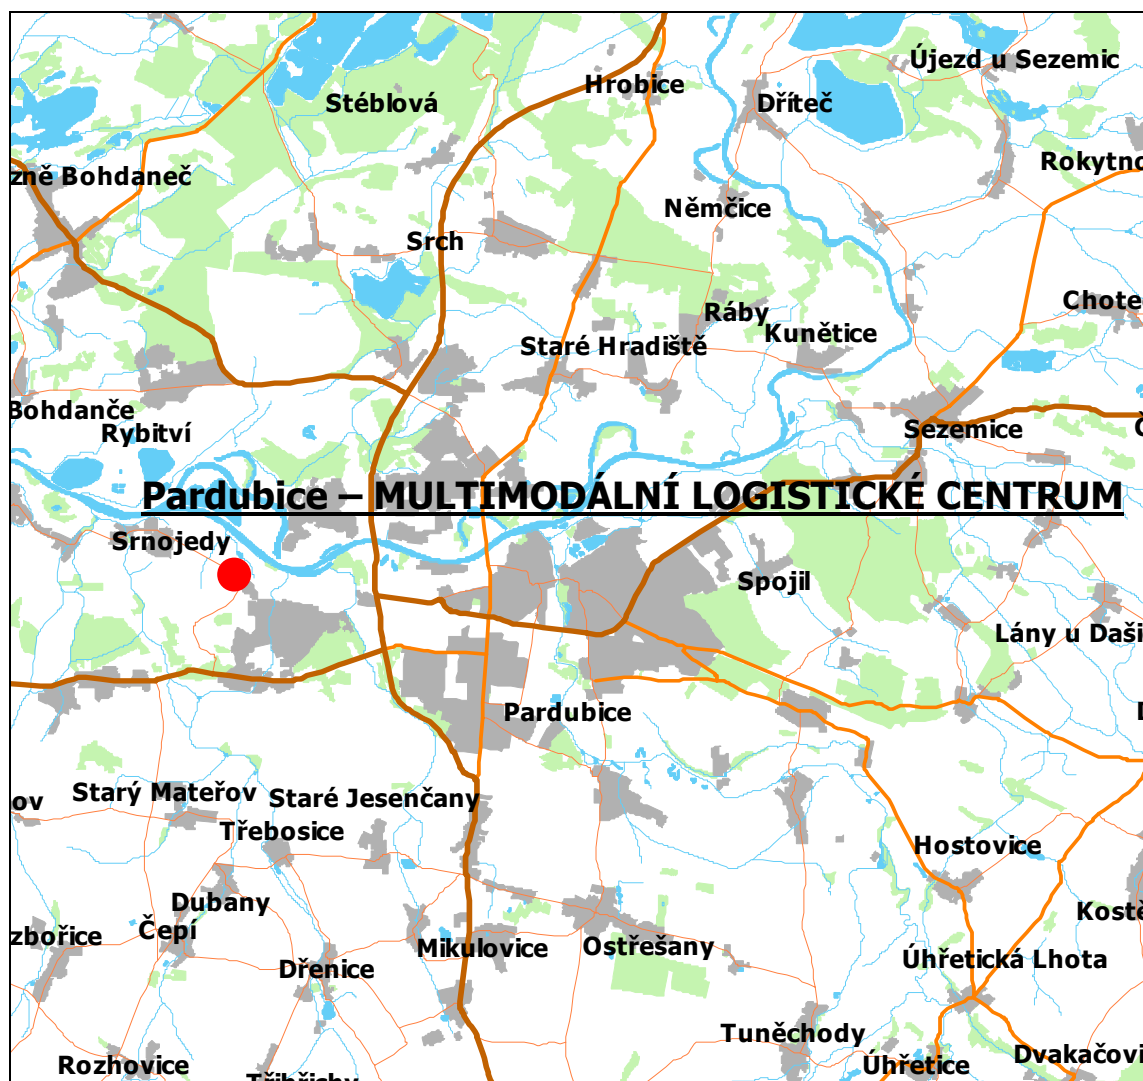 Újezd u Sezemic
Hrobice
Stéblová
Dříteč
Rokytno
zně Bohdaneč
Němčice
Srch
Chote
Ráby
Kunětice
Staré Hradiště
Bohdanče
Rybitví
Sezemice
Č
Pardubice – MULTIMODÁLNÍ LOGISTICKÉ CENTRUM
Srnojedy
Spojil
Lány u Daši
Pardubice
D
ov
Starý Mateřov
Staré Jesenčany
Třebosice
Hostovice
Dubany
Kostě
Čepí
zbořice
Mikulovice
Ostřešany
Dřenice
Úhřetická Lhota
Tuněchody
Rozhovice
Úhřetice
Dvakačovi
Třibřichy